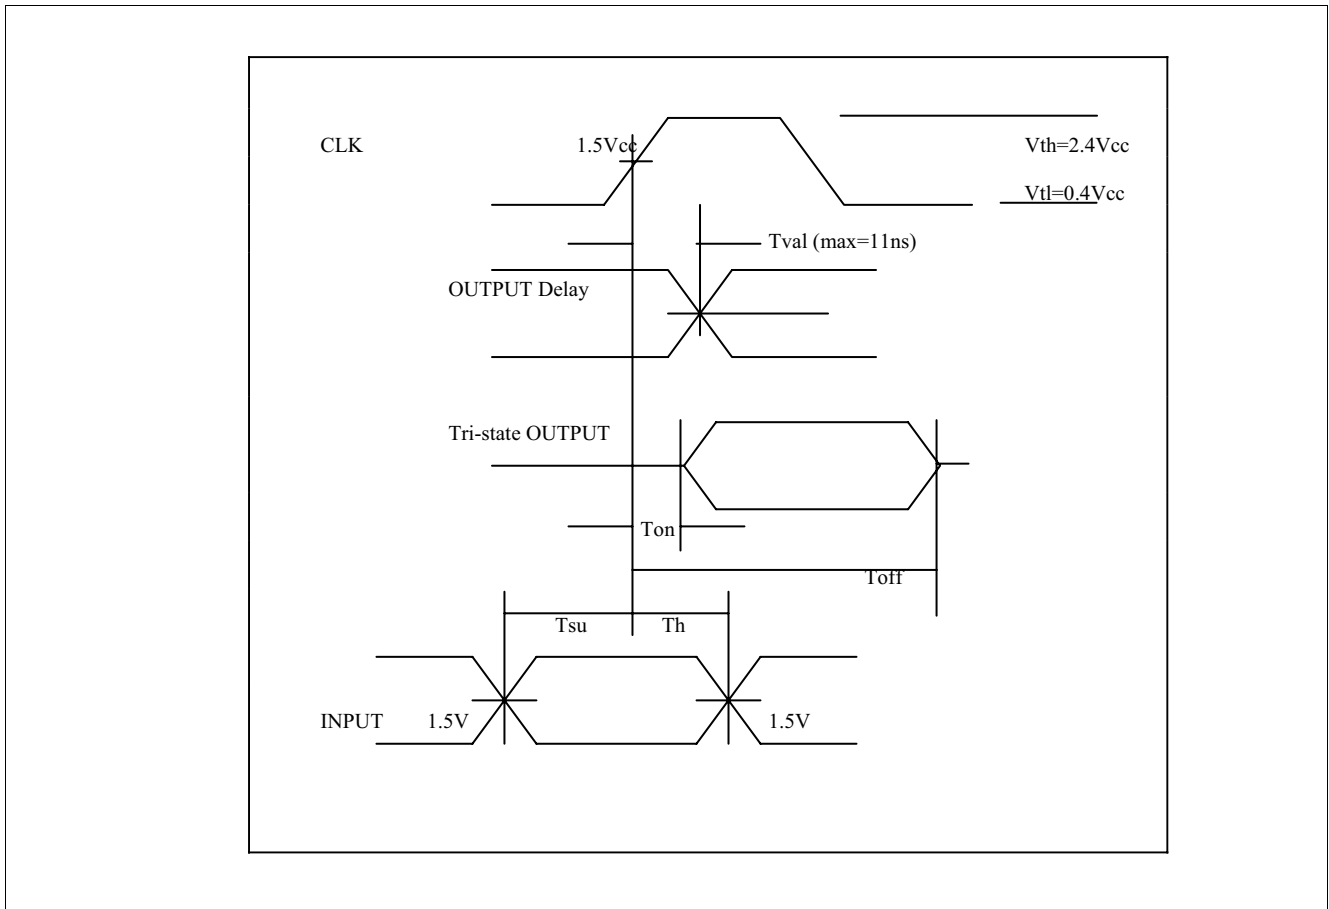 CLK
1.5Vcc
Vth=2.4Vcc
Vtl=0.4Vcc
Tval (max=11ns)
OUTPUT Delay
Tri-state OUTPUT
Ton
Toff
Tsu
Th
INPUT
1.5V
1.5V